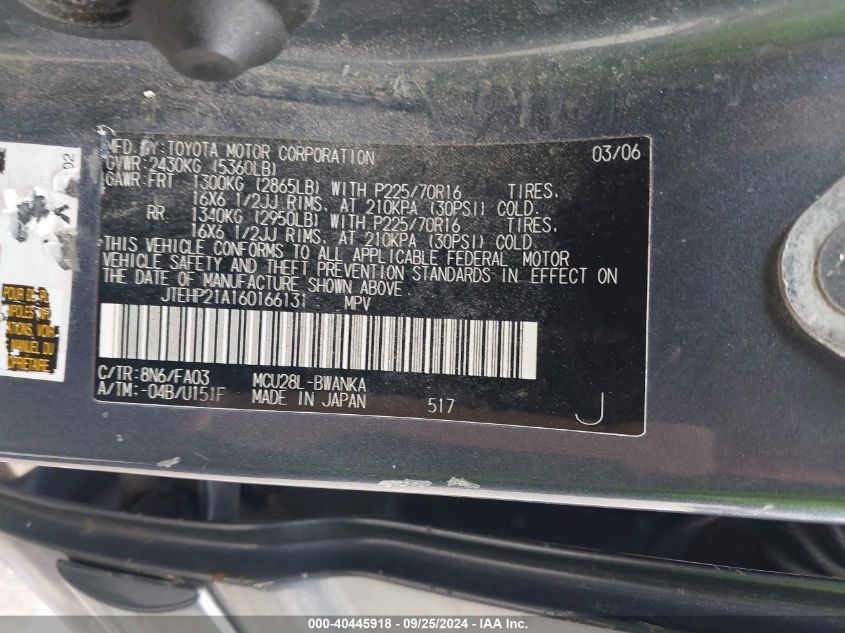 MFD.BY:TOYOTA MOTOR CORPORATION 03/06
GVWR:2430KG (5360LB)
GAWR:FRT 1300KG (2865LB) WITH P225/70R16 TIRES.
16X6 1/2JJ RIMS. AT 210KPA (30PSI) COLD.
RR 1340KG (2950LB) WITH P225/70R16 TIRES.
16X6 1/2JJ RIMS. AT 210KPA (30PSI) COLD.
THIS VEHICLE CONFORMS TO ALL APPLICABLE FEDERAL MOTOR
VEHICLE SAFETY AND THEFT PREVENTION STANDARDS IN EFFECT ON
THE DATE OF MANUFACTURE SHOWN ABOVE
JTEHP21A160166131 MPV
C/TR:8N6/FA03 MCU28L-BWANKA
A/TM:-04B/U151F MADE IN JAPAN 517 J
02
MANUEL DU
000-40445918 - 09/25/2024 - IAA Inc.